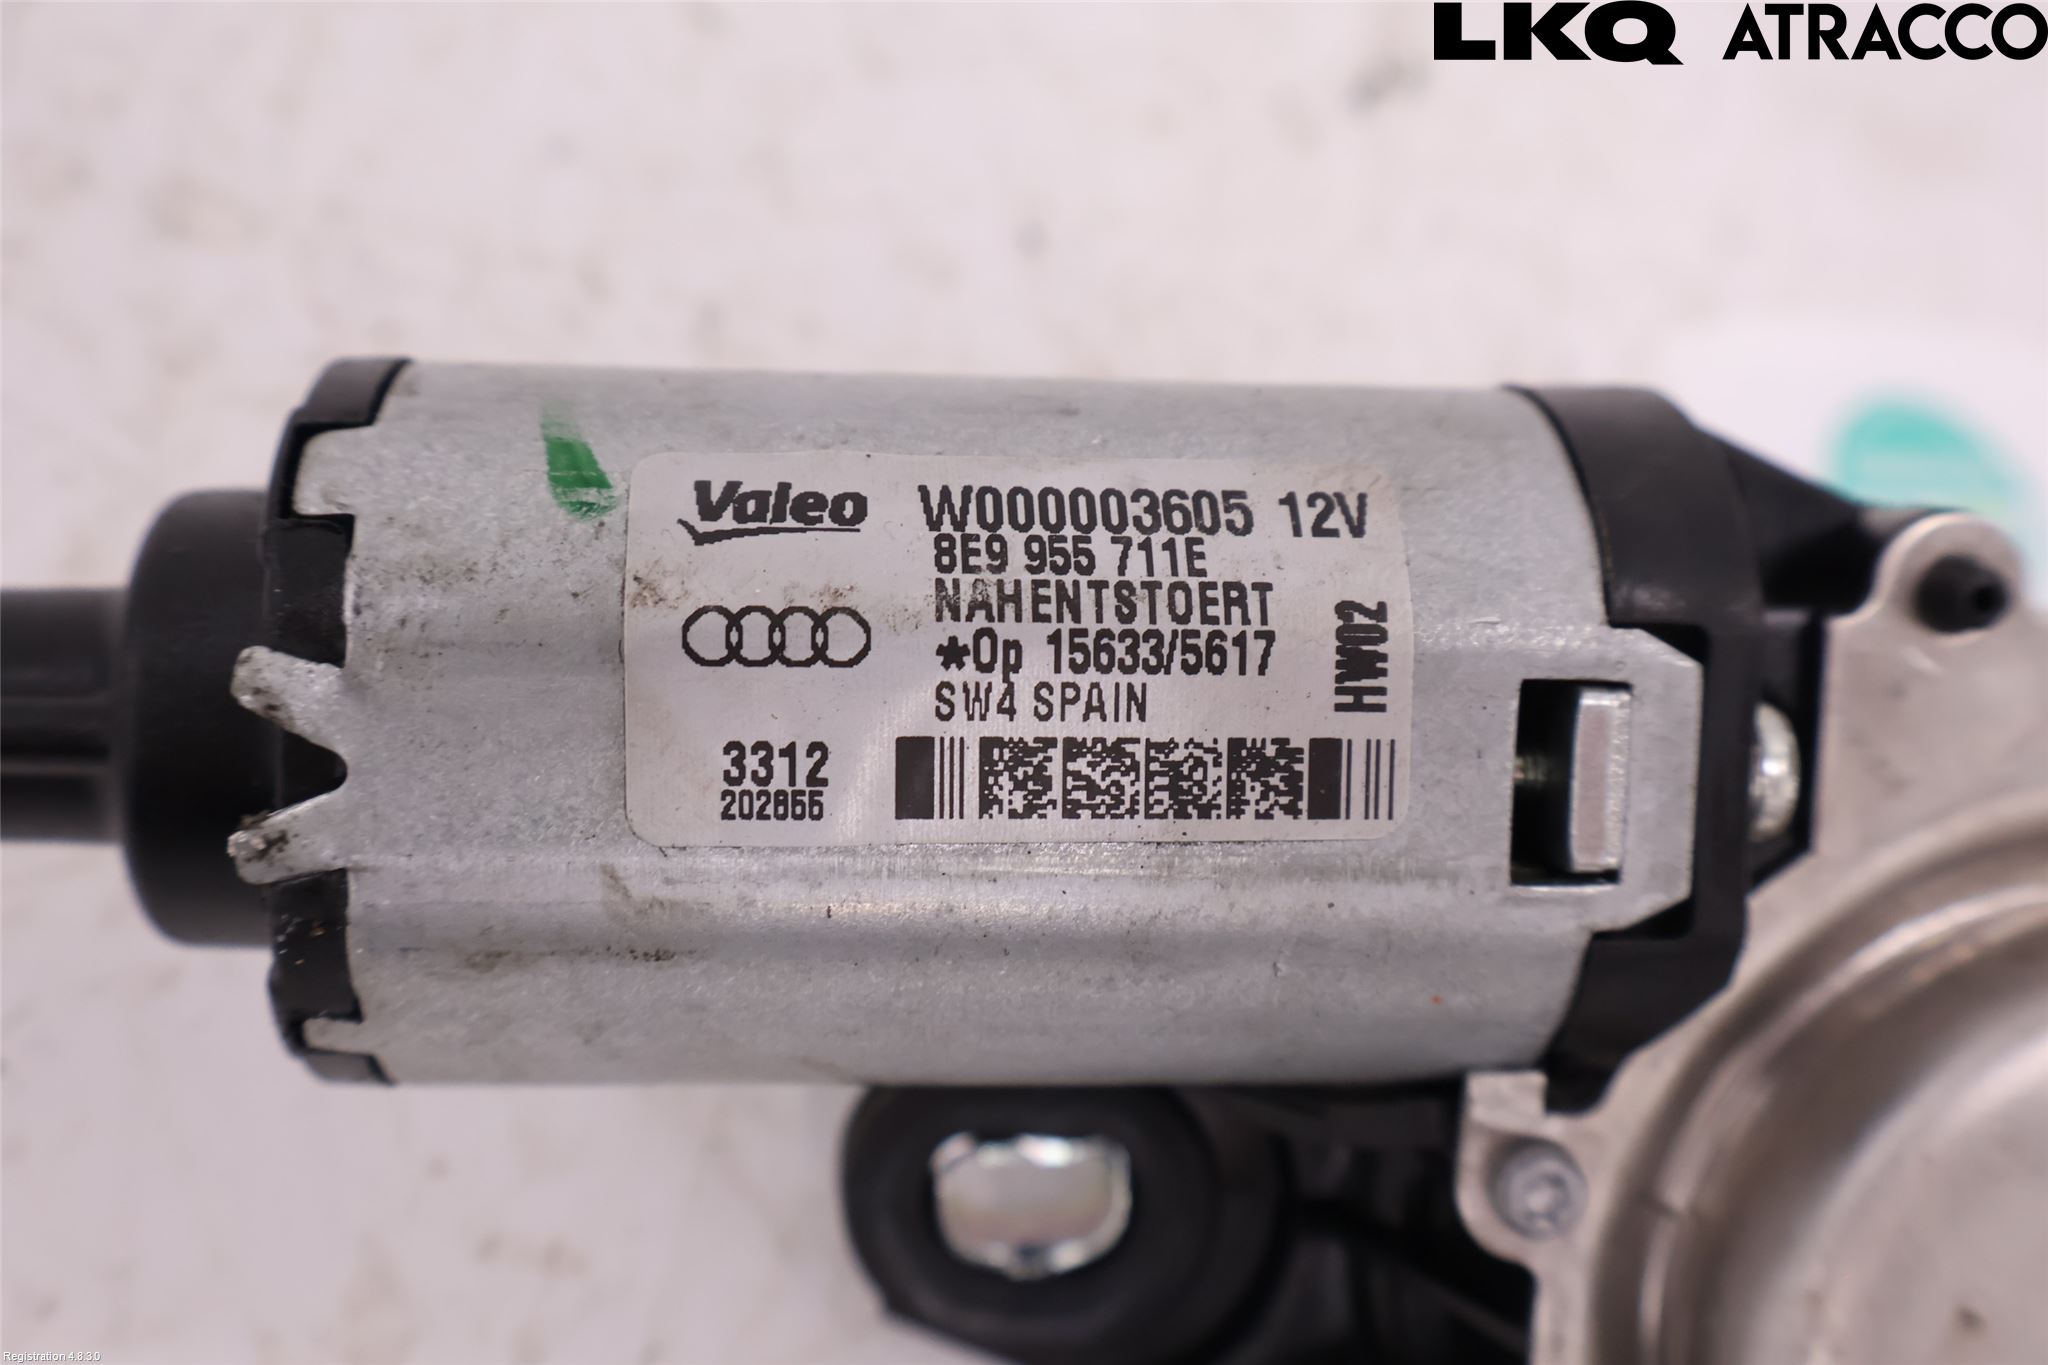 LKQ ATRACCO
Valeo W000003605 12V
8E9 955 711E
NAHENTSTOERT
*Op 15633/5617
SW4 SPAIN
HW02
3312
202855
Registration 4.8.3.0